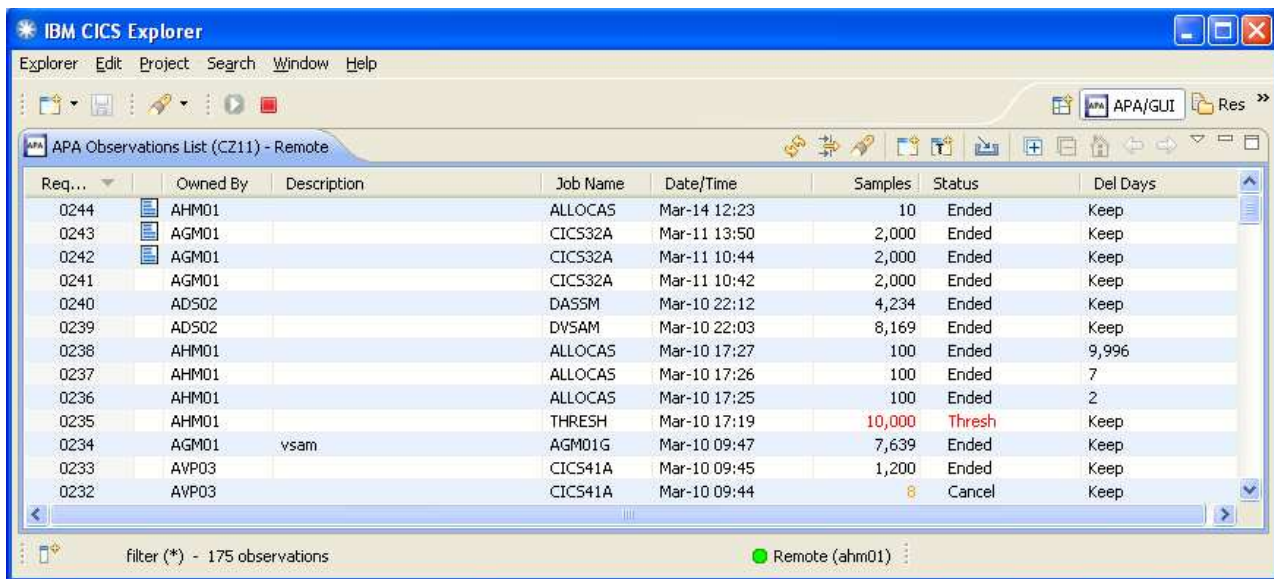 IBM CICS Explorer
Explorer Edit Project Search Window Help
APA APA/GUI Res »
APA APA Observations List (CZ11) - Remote
Req... Owned By Description Job Name Date/Time Samples Status Del Days
0244 AHM01 ALLOCAS Mar-14 12:23 10 Ended Keep
0243 AGM01 CICS32A Mar-11 13:50 2,000 Ended Keep
0242 AGM01 CICS32A Mar-11 10:44 2,000 Ended Keep
0241 AGM01 CICS32A Mar-11 10:42 2,000 Ended Keep
0240 ADS02 DASSM Mar-10 22:12 4,234 Ended Keep
0239 ADS02 DVSAM Mar-10 22:03 8,169 Ended Keep
0238 AHM01 ALLOCAS Mar-10 17:27 100 Ended 9,996
0237 AHM01 ALLOCAS Mar-10 17:26 100 Ended 7
0236 AHM01 ALLOCAS Mar-10 17:25 100 Ended 2
0235 AHM01 THRESH Mar-10 17:19 10,000 Thresh Keep
0234 AGM01 vsam AGM01G Mar-10 09:47 7,639 Ended Keep
0233 AVP03 CICS41A Mar-10 09:45 1,200 Ended Keep
0232 AVP03 CICS41A Mar-10 09:44 8 Cancel Keep
filter (*) - 175 observations Remote (ahm01)